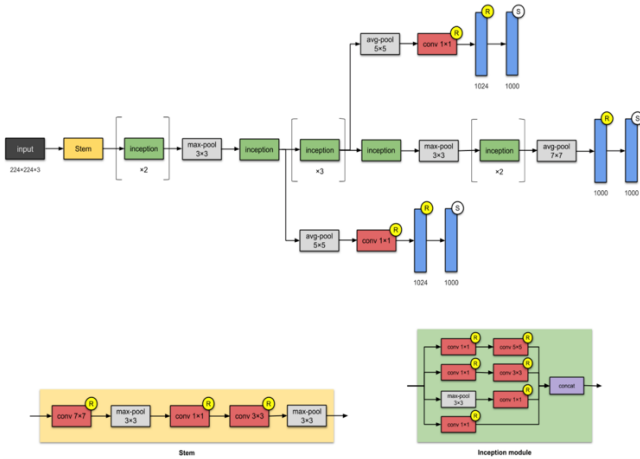 R
S
avg-pool
5×5
conv 1×1
1024
1000
R
S
input
Stem
inception
max-pool
3×3
inception
inception
inception
max-pool
3×3
inception
avg-pool
7×7
R
S
224×224×3
×2
×3
×2
1000
1000
avg-pool
5×5
conv 1×1
R
R
S
1024
1000
conv 7×7
R
max-pool
3×3
conv 1×1
R
conv 3×3
R
max-pool
3×3
Stem
conv 1×1
R
conv 5×5
R
conv 1×1
R
conv 3×3
R
max-pool
3×3
conv 1×1
R
conv 1×1
R
concat
Inception module